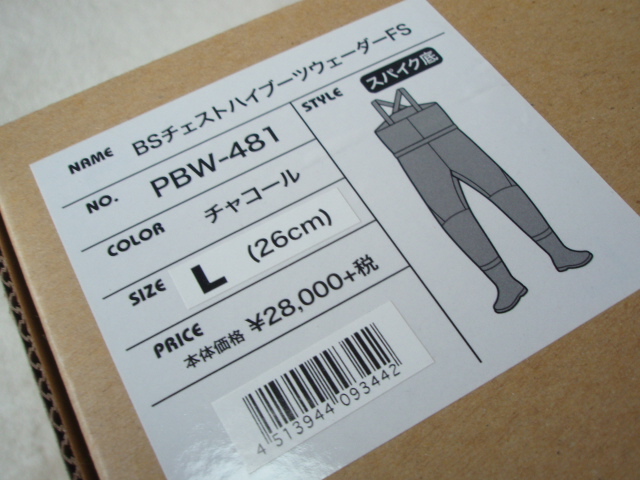 NAME BSチェストハイブーツウェーダーFS
NO. PBW-481
COLOR チャコール
SIZE L (26cm)
PRICE 本体価格 ¥28,000+税
4 513944 093442
STYLE スパイク底